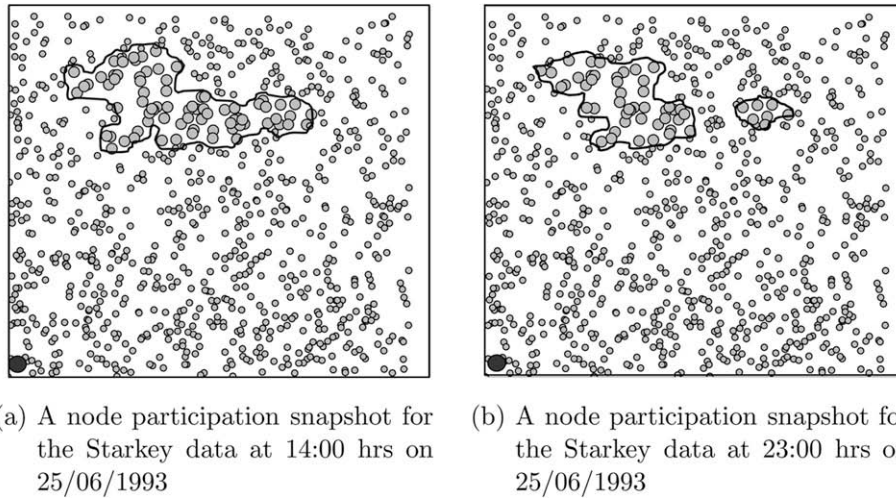 (a) A node participation snapshot for
the Starkey data at 14:00 hrs on
25/06/1993
(b) A node participation snapshot fo
the Starkey data at 23:00 hrs o
25/06/1993